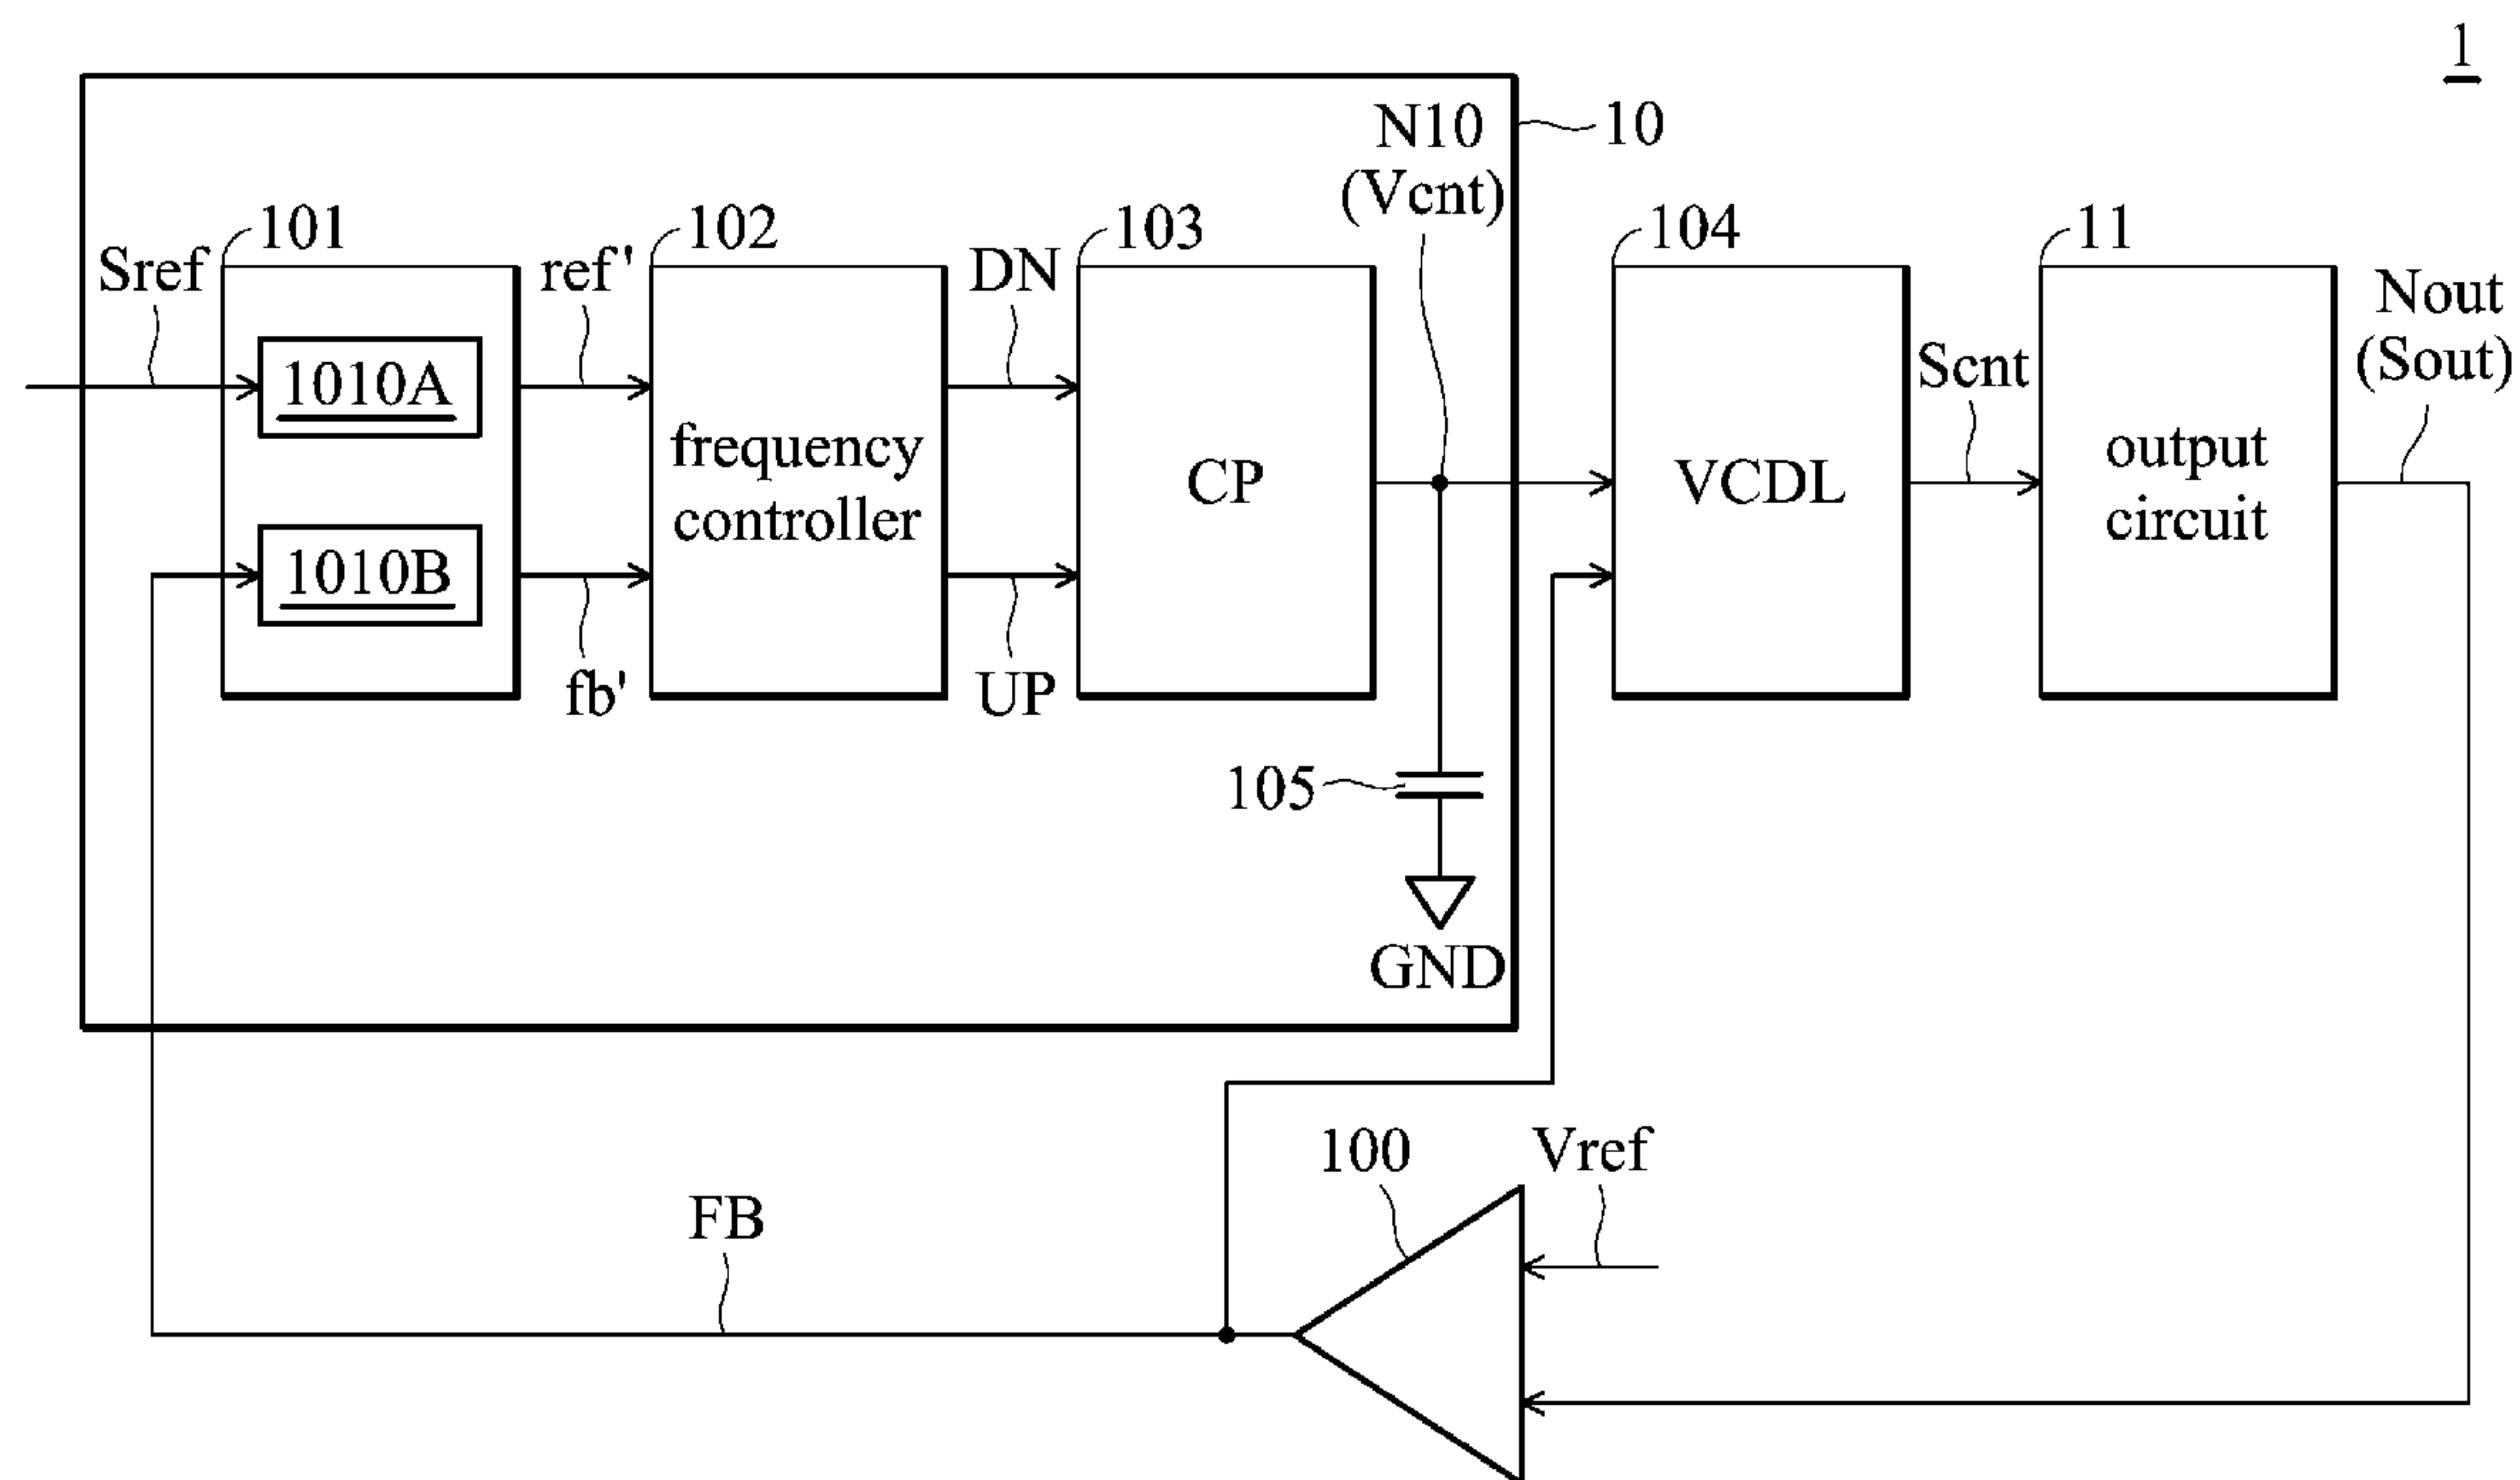 1
N10
(Vcnt)
10
101
102
103
104
11
Sref
ref'
DN
Nout
(Sout)
Scnt
1010A
frequency
controller
CP
VCDL
output
circuit
1010B
fb'
UP
105
GND
100
Vref
FB